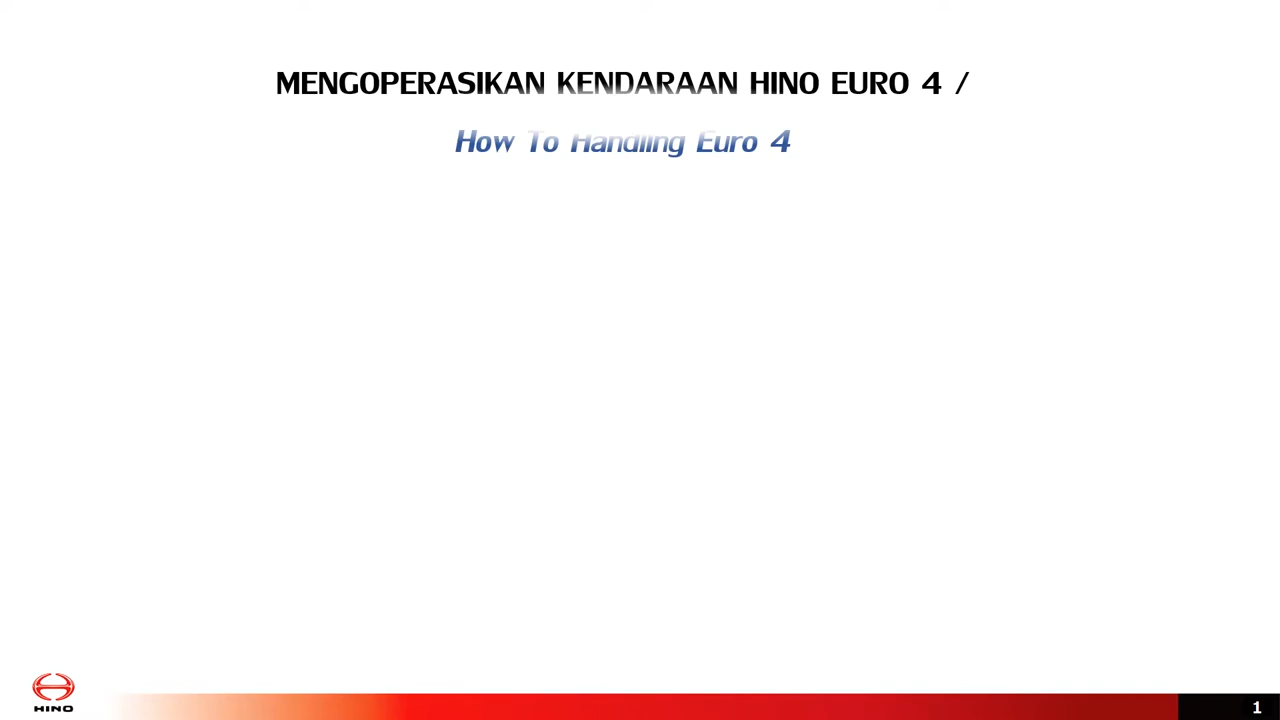 MENGOPERASIKAN KENDARAAN HINO EURO 4 /
How To Handling Euro 4
HINO
1